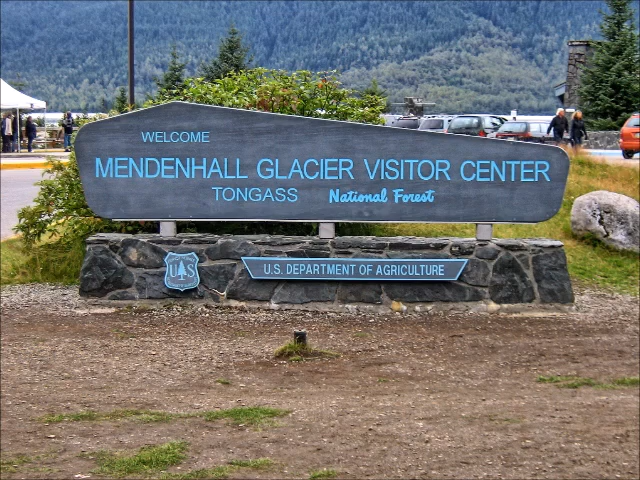 WELCOME
MENDENHALL GLACIER VISITOR CENTER
TONGASS National Forest
U.S. DEPARTMENT OF AGRICULTURE
U S